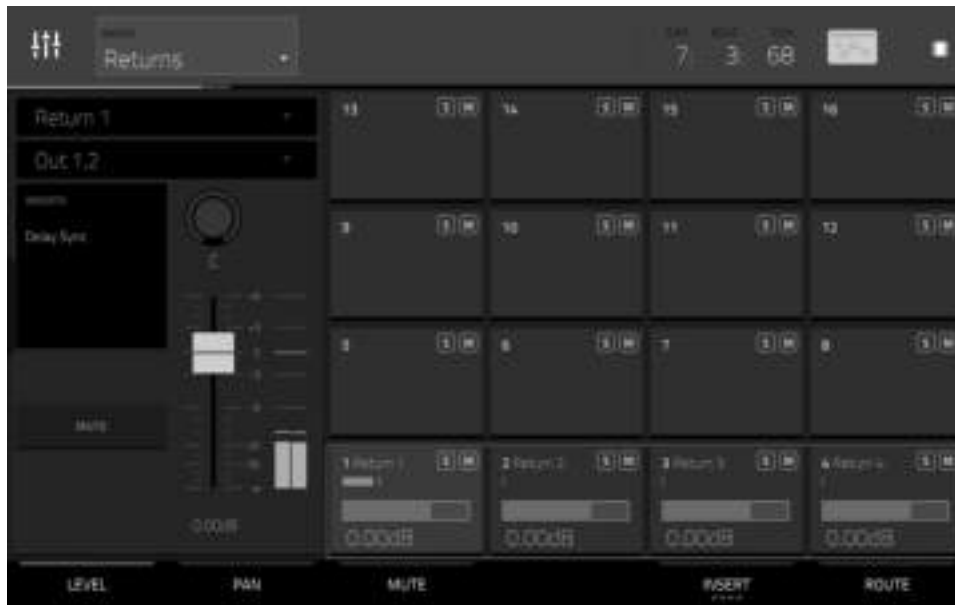 Returns
7 3 68
Return 1
Out 1,2
Delay Sync
C
MUTE
0.00dB
13 S M 14 S M 15 S M 16 S M
9 S M 10 S M 11 S M 12 S M
5 S M 6 S M 7 S M 8 S M
1 Return 1 S M 2 Return 2 S M 3 Return 3 S M 4 Return 4 S M
0.00dB 0.00dB 0.00dB 0.00dB
LEVEL PAN MUTE INSERT ROUTE